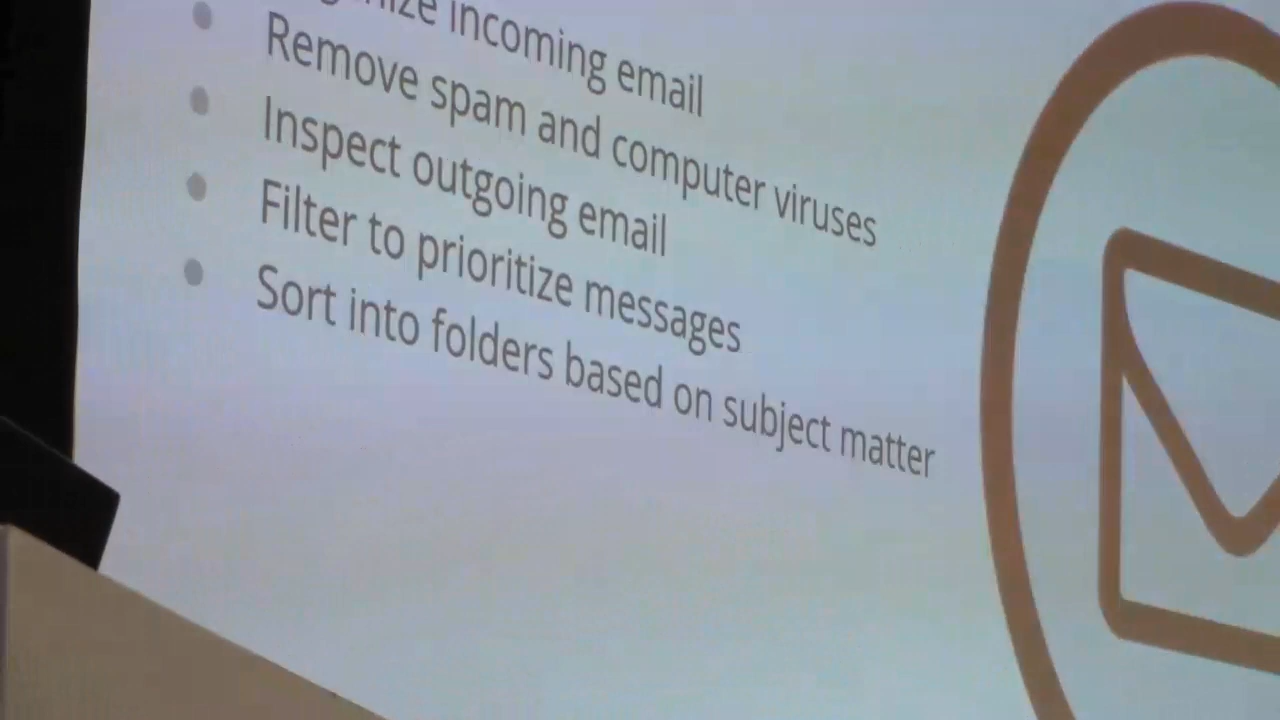 incoming email
Remove spam and computer viruses
Inspect outgoing email
Filter to prioritize messages
Sort into folders based on subject matter